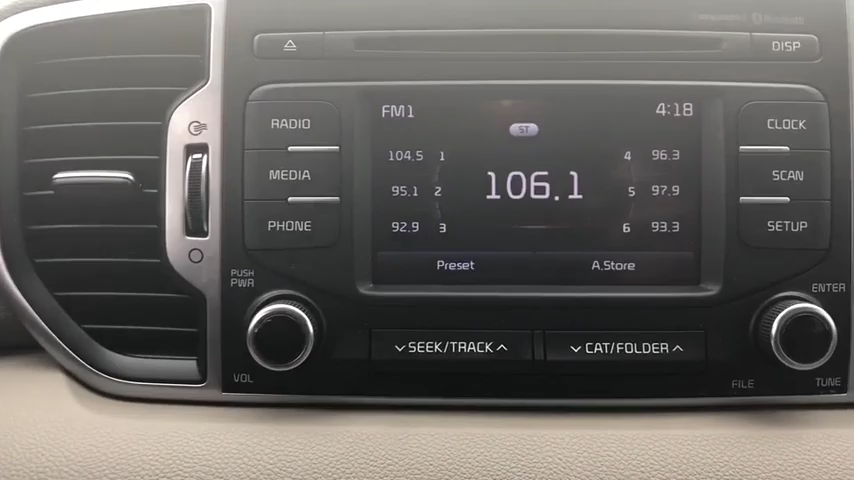 DISP
RADIO
MEDIA
PHONE
FM1
4:18
ST
104.5 1
95.1 2
92.9 3
106.1
4 96.3
5 97.9
6 93.3
Preset
A.Store
CLOCK
SCAN
SETUP
PUSH
PWR
VOL
SEEK/TRACK
CAT/FOLDER
ENTER
FILE
TUNE